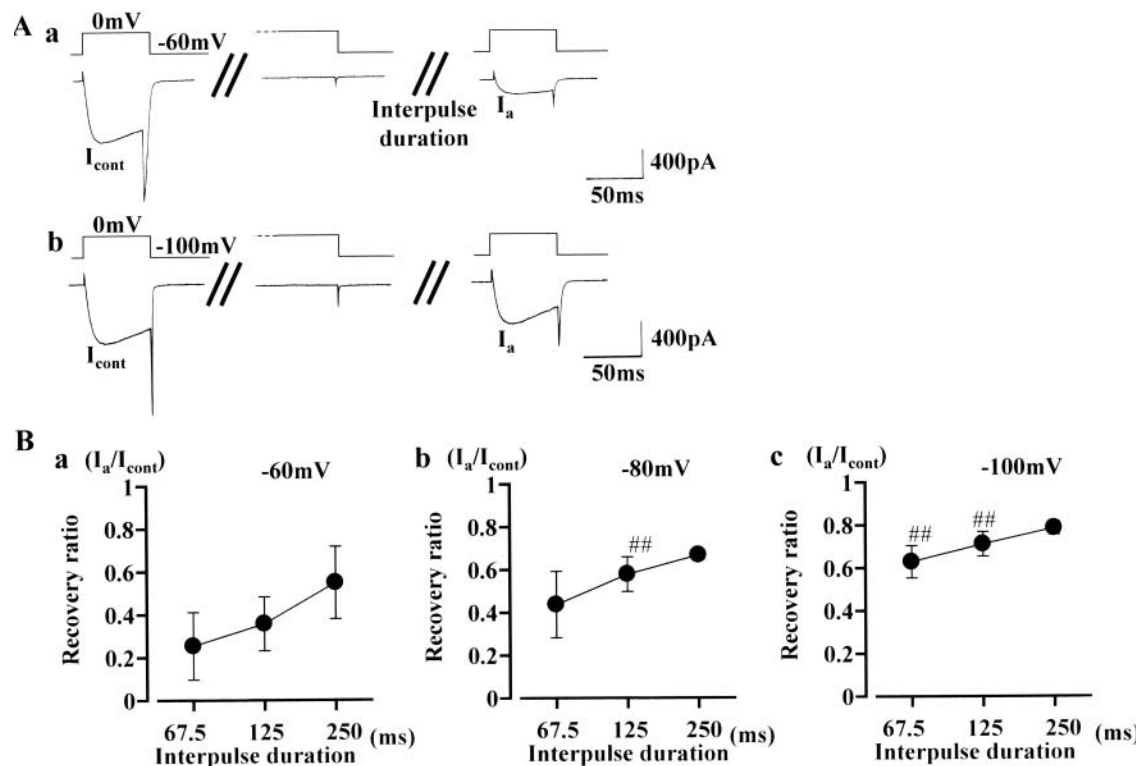 A
a
0mV
-60mV
I_cont
Interpulse
duration
I_a
400pA
50ms
b
0mV
-100mV
I_cont
I_a
400pA
50ms
B
a (I_a/I_cont) -60mV
Recovery ratio
1
0.8
0.6
0.4
0.2
0
67.5 125 250 (ms)
Interpulse duration
b (I_a/I_cont) -80mV
Recovery ratio
1
0.8
0.6
0.4
0.2
0
##
67.5 125 250 (ms)
Interpulse duration
c (I_a/I_cont) -100mV
Recovery ratio
1
0.8
0.6
0.4
0.2
0
## ##
67.5 125 250 (ms)
Interpulse duration